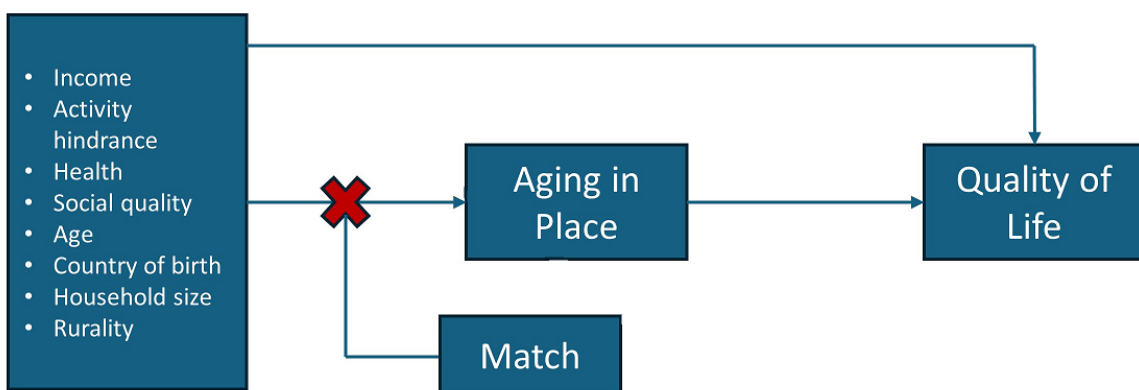 • Income
• Activity
hindrance
• Health
• Social quality
• Age
• Country of birth
• Household size
• Rurality
Aging in
Place
Quality of
Life
Match